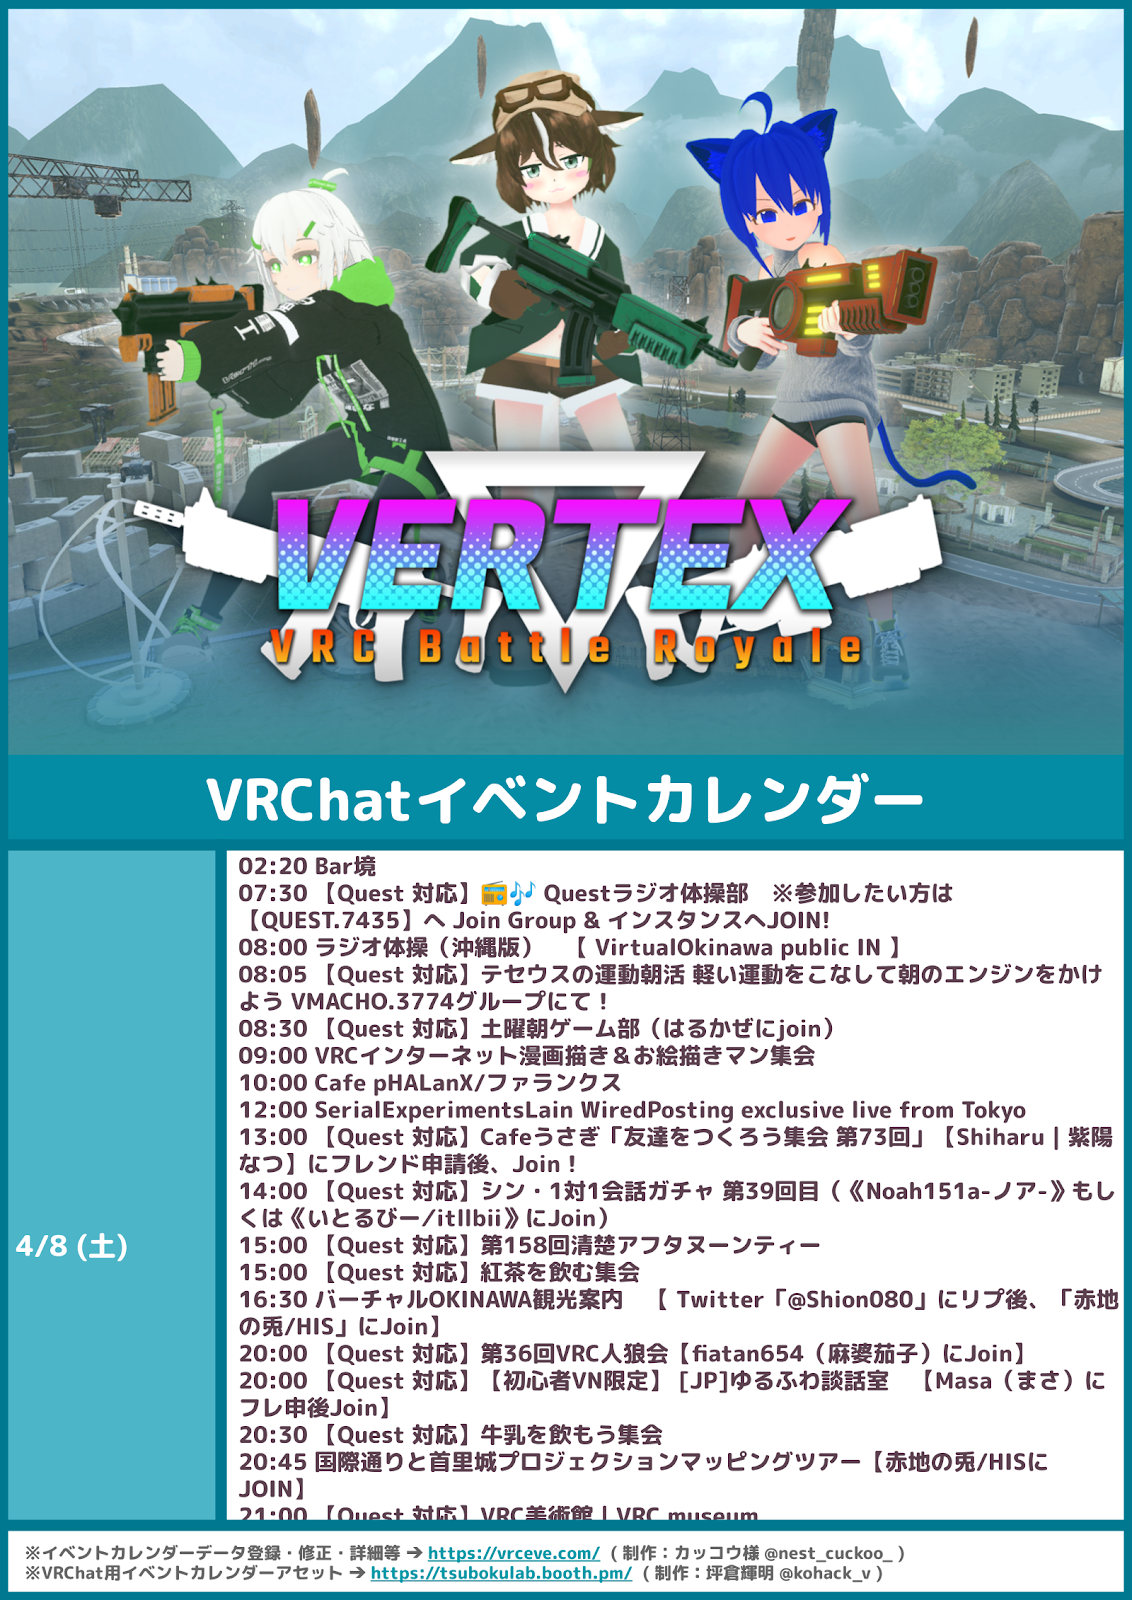 VERTEX
VRC Battle Royale
VRChatイベントカレンダー
4/8 (土)
02:20 Bar境
07:30 【Quest 対応】📻🎶 Questラジオ体操部　※参加したい方は
【QUEST.7435】へ Join Group & インスタンスへJOIN!
08:00 ラジオ体操（沖縄版）　【 VirtualOkinawa public IN 】
08:05 【Quest 対応】テセウスの運動朝活 軽い運動をこなして朝のエンジンをかけ
よう VMACHO.3774グループにて！
08:30 【Quest 対応】土曜朝ゲーム部（はるかぜにjoin）
09:00 VRCインターネット漫画描き＆お絵描きマン集会
10:00 Cafe pHALanX/ファランクス
12:00 SerialExperimentsLain WiredPosting exclusive live from Tokyo
13:00 【Quest 対応】Cafeうさぎ「友達をつくろう集会 第73回」【Shiharu | 紫陽
なつ】にフレンド申請後、Join！
14:00 【Quest 対応】シン・1対1会話ガチャ 第39回目（《Noah151a-ノア-》もし
くは《いとるびー/itllbii》にJoin）
15:00 【Quest 対応】第158回清楚アフタヌーンティー
15:00 【Quest 対応】紅茶を飲む集会
16:30 バーチャルOKINAWA観光案内　【 Twitter「@Shion080」にリプ後、「赤地
の兎/HIS」にJoin】
20:00 【Quest 対応】第36回VRC人狼会【fiatan654（麻婆茄子）にJoin】
20:00 【Quest 対応】【初心者VN限定】 [JP]ゆるふわ談話室　【Masa（まさ）に
フレ申後Join】
20:30 【Quest 対応】牛乳を飲もう集会
20:45 国際通りと首里城プロジェクションマッピングツアー【赤地の兎/HISに
JOIN】
21:00 【Quest 対応】VRC美術館 | VRC museum
※イベントカレンダーデータ登録・修正・詳細等 → https://vrceve.com/ ( 制作：カッコウ様 @nest_cuckoo_ )
※VRChat用イベントカレンダーアセット → https://tsubokulab.booth.pm/ ( 制作：坪倉輝明 @kohack_v )